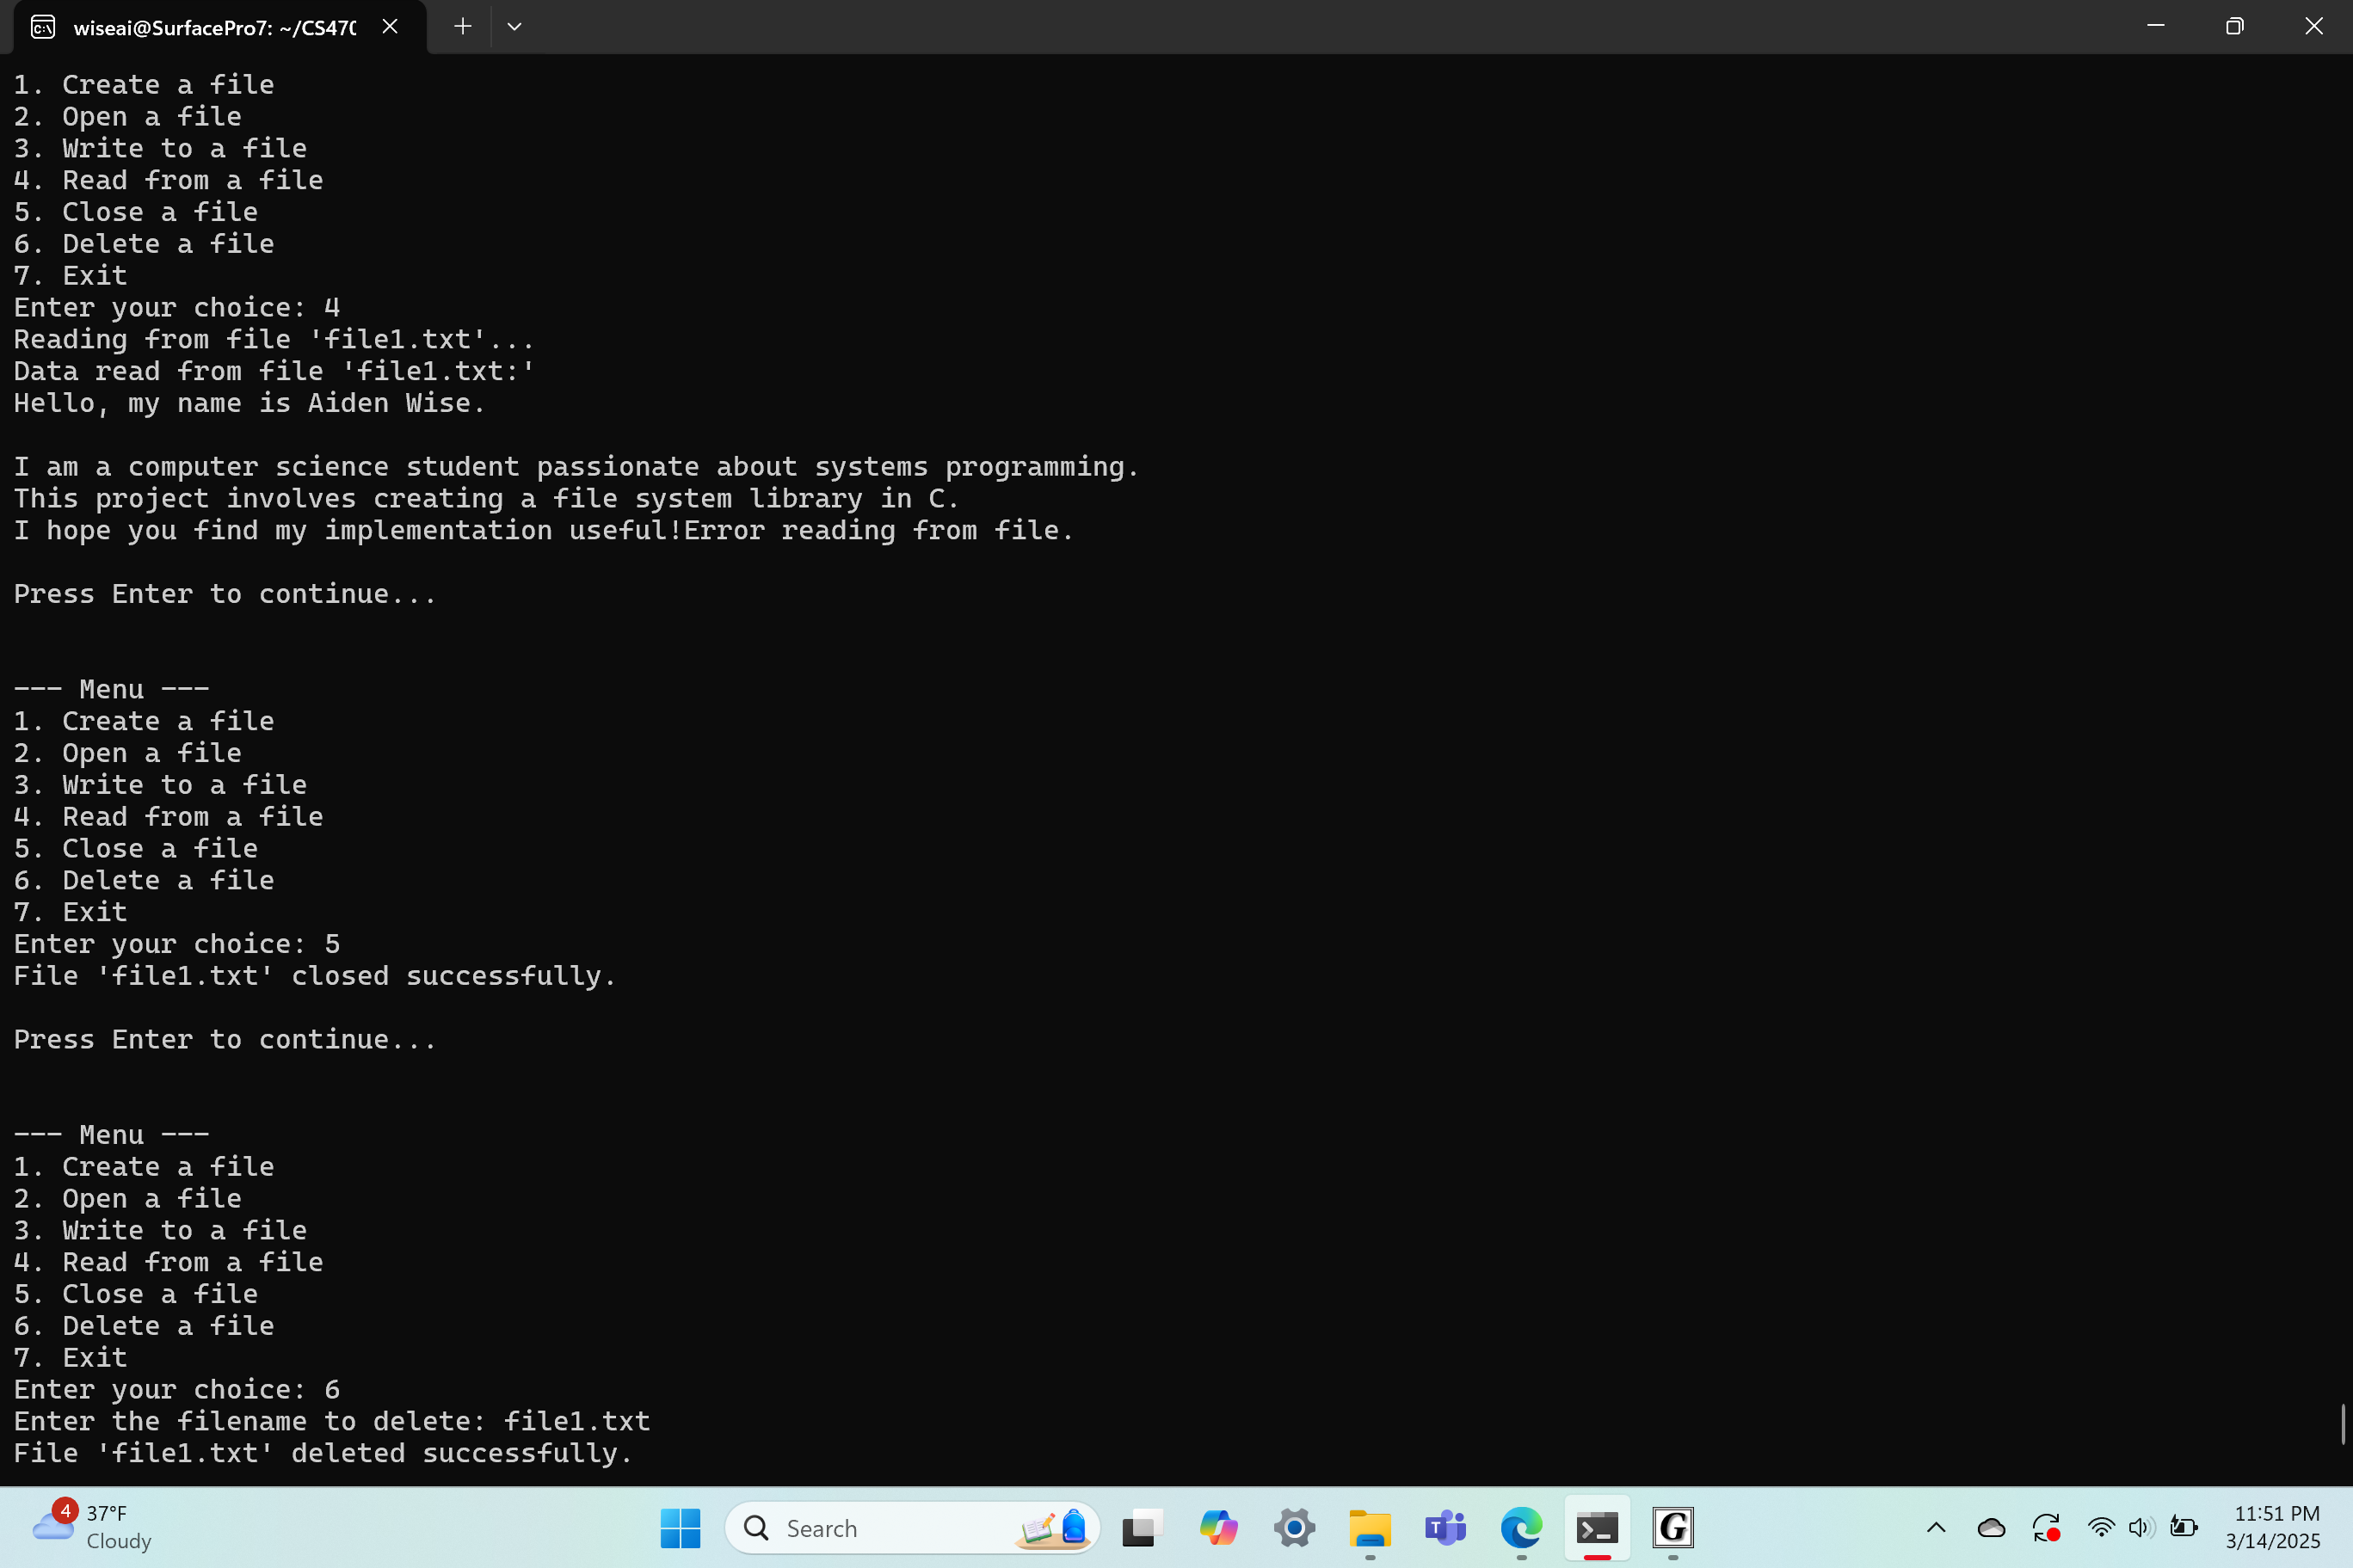 wiseai@SurfacePro7: ~/CS470
1. Create a file
2. Open a file
3. Write to a file
4. Read from a file
5. Close a file
6. Delete a file
7. Exit
Enter your choice: 4
Reading from file 'file1.txt'...
Data read from file 'file1.txt:'
Hello, my name is Aiden Wise.
I am a computer science student passionate about systems programming.
This project involves creating a file system library in C.
I hope you find my implementation useful!Error reading from file.
Press Enter to continue...
--- Menu ---
1. Create a file
2. Open a file
3. Write to a file
4. Read from a file
5. Close a file
6. Delete a file
7. Exit
Enter your choice: 5
File 'file1.txt' closed successfully.
Press Enter to continue...
--- Menu ---
1. Create a file
2. Open a file
3. Write to a file
4. Read from a file
5. Close a file
6. Delete a file
7. Exit
Enter your choice: 6
Enter the filename to delete: file1.txt
File 'file1.txt' deleted successfully.
4
37°F
Cloudy
Search
T
G
11:51 PM
3/14/2025